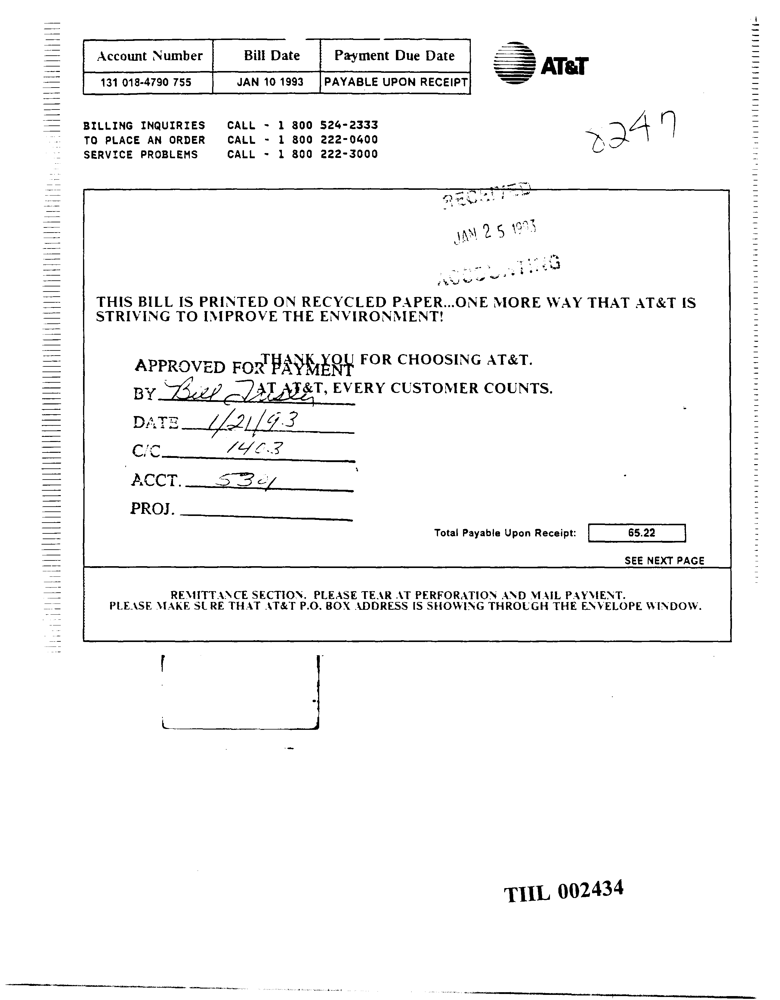 Account Number Bill Date Payment Due Date
131 018-4790 755 JAN 10 1993 PAYABLE UPON RECEIPT
AT&T
BILLING INQUIRIES CALL - 1 800 524-2333
TO PLACE AN ORDER CALL - 1 800 222-0400
SERVICE PROBLEMS CALL - 1 800 222-3000
0247
RECEIVED
JAN 25 1993
ACCOUNTING
THIS BILL IS PRINTED ON RECYCLED PAPER...ONE MORE WAY THAT AT&T IS
STRIVING TO IMPROVE THE ENVIRONMENT!
THANK YOU FOR CHOOSING AT&T.
APPROVED FOR PAYMENT
AT AT&T, EVERY CUSTOMER COUNTS.
BY Bill
DATE 1/21/93
C/C 1403
ACCT.
PROJ.
Total Payable Upon Receipt: 65.22
SEE NEXT PAGE
REMITTANCE SECTION. PLEASE TEAR AT PERFORATION AND MAIL PAYMENT.
PLEASE MAKE SURE THAT AT&T P.O. BOX ADDRESS IS SHOWING THROUGH THE ENVELOPE WINDOW.
TIIL 002434